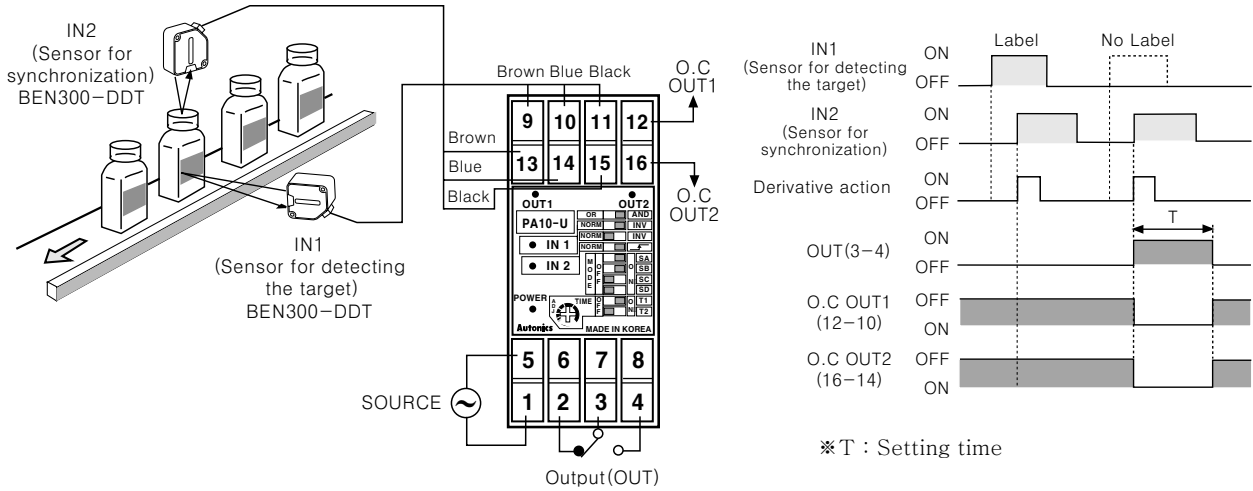 IN2
(Sensor for
synchronization)
BEN300-DDT
IN1
(Sensor for detecting
the target)
BEN300-DDT
Brown Blue Black
O.C
OUT1
9 10 11 12
Brown
13 14 15 16
Blue
Black
O.C
OUT2
OUT1 OUT2
PA10-U
OR AND
NORM INV
NORM INV
NORM
IN 1
IN 2
MODE OFF ON
SA
SB
SC
SD
POWER
ADJ TIME OFF ON
T1
T2
Autonics MADE IN KOREA
5 6 7 8
SOURCE
1 2 3 4
Output(OUT)
Label No Label
IN1
(Sensor for detecting
the target)
ON
OFF
IN2
(Sensor for
synchronization)
ON
OFF
Derivative action
ON
OFF
T
OUT(3-4)
ON
OFF
O.C OUT1
(12-10)
OFF
ON
O.C OUT2
(16-14)
OFF
ON
※T : Setting time